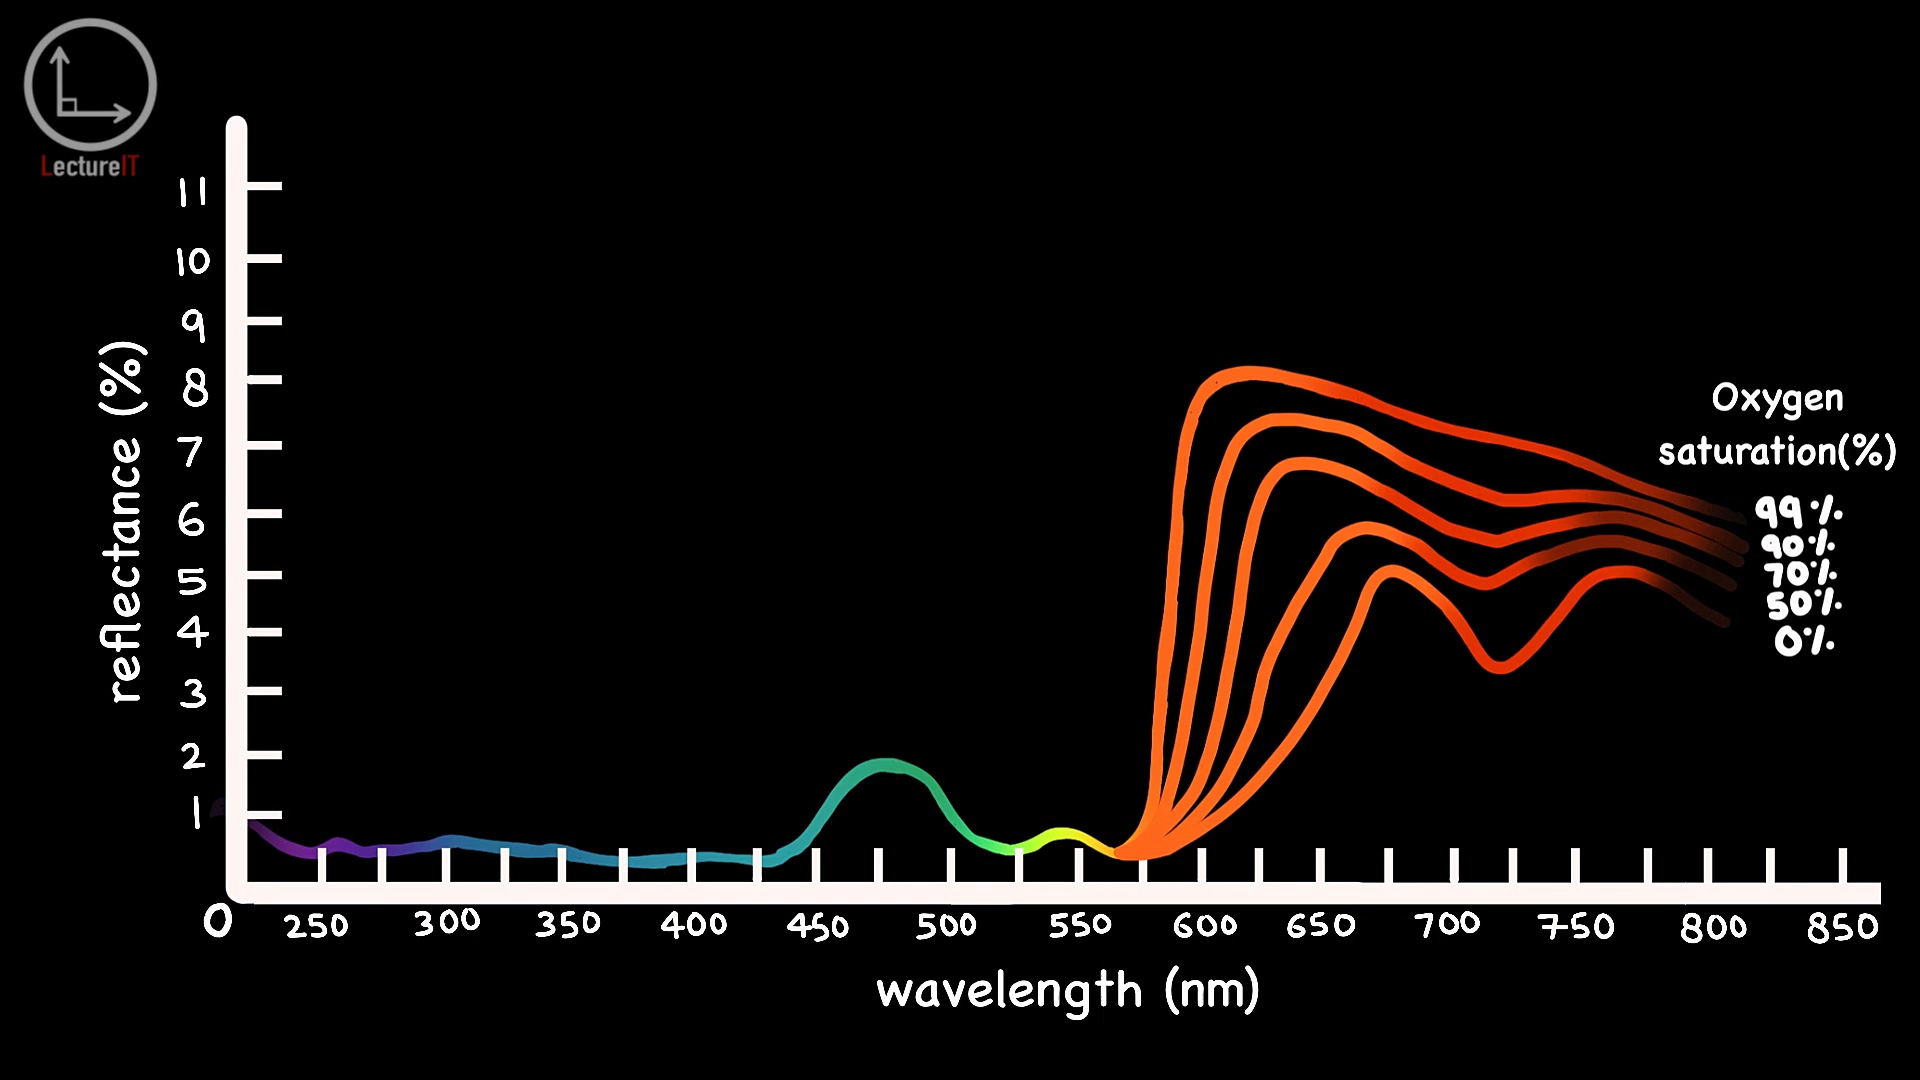 LectureIT
11
10
9
8
7
6
5
4
3
2
1
reflectance (%)
Oxygen
saturation(%)
99%
90%
70%
50%
0%
0 250 300 350 400 450 500 550 600 650 700 750 800 850
wavelength (nm)